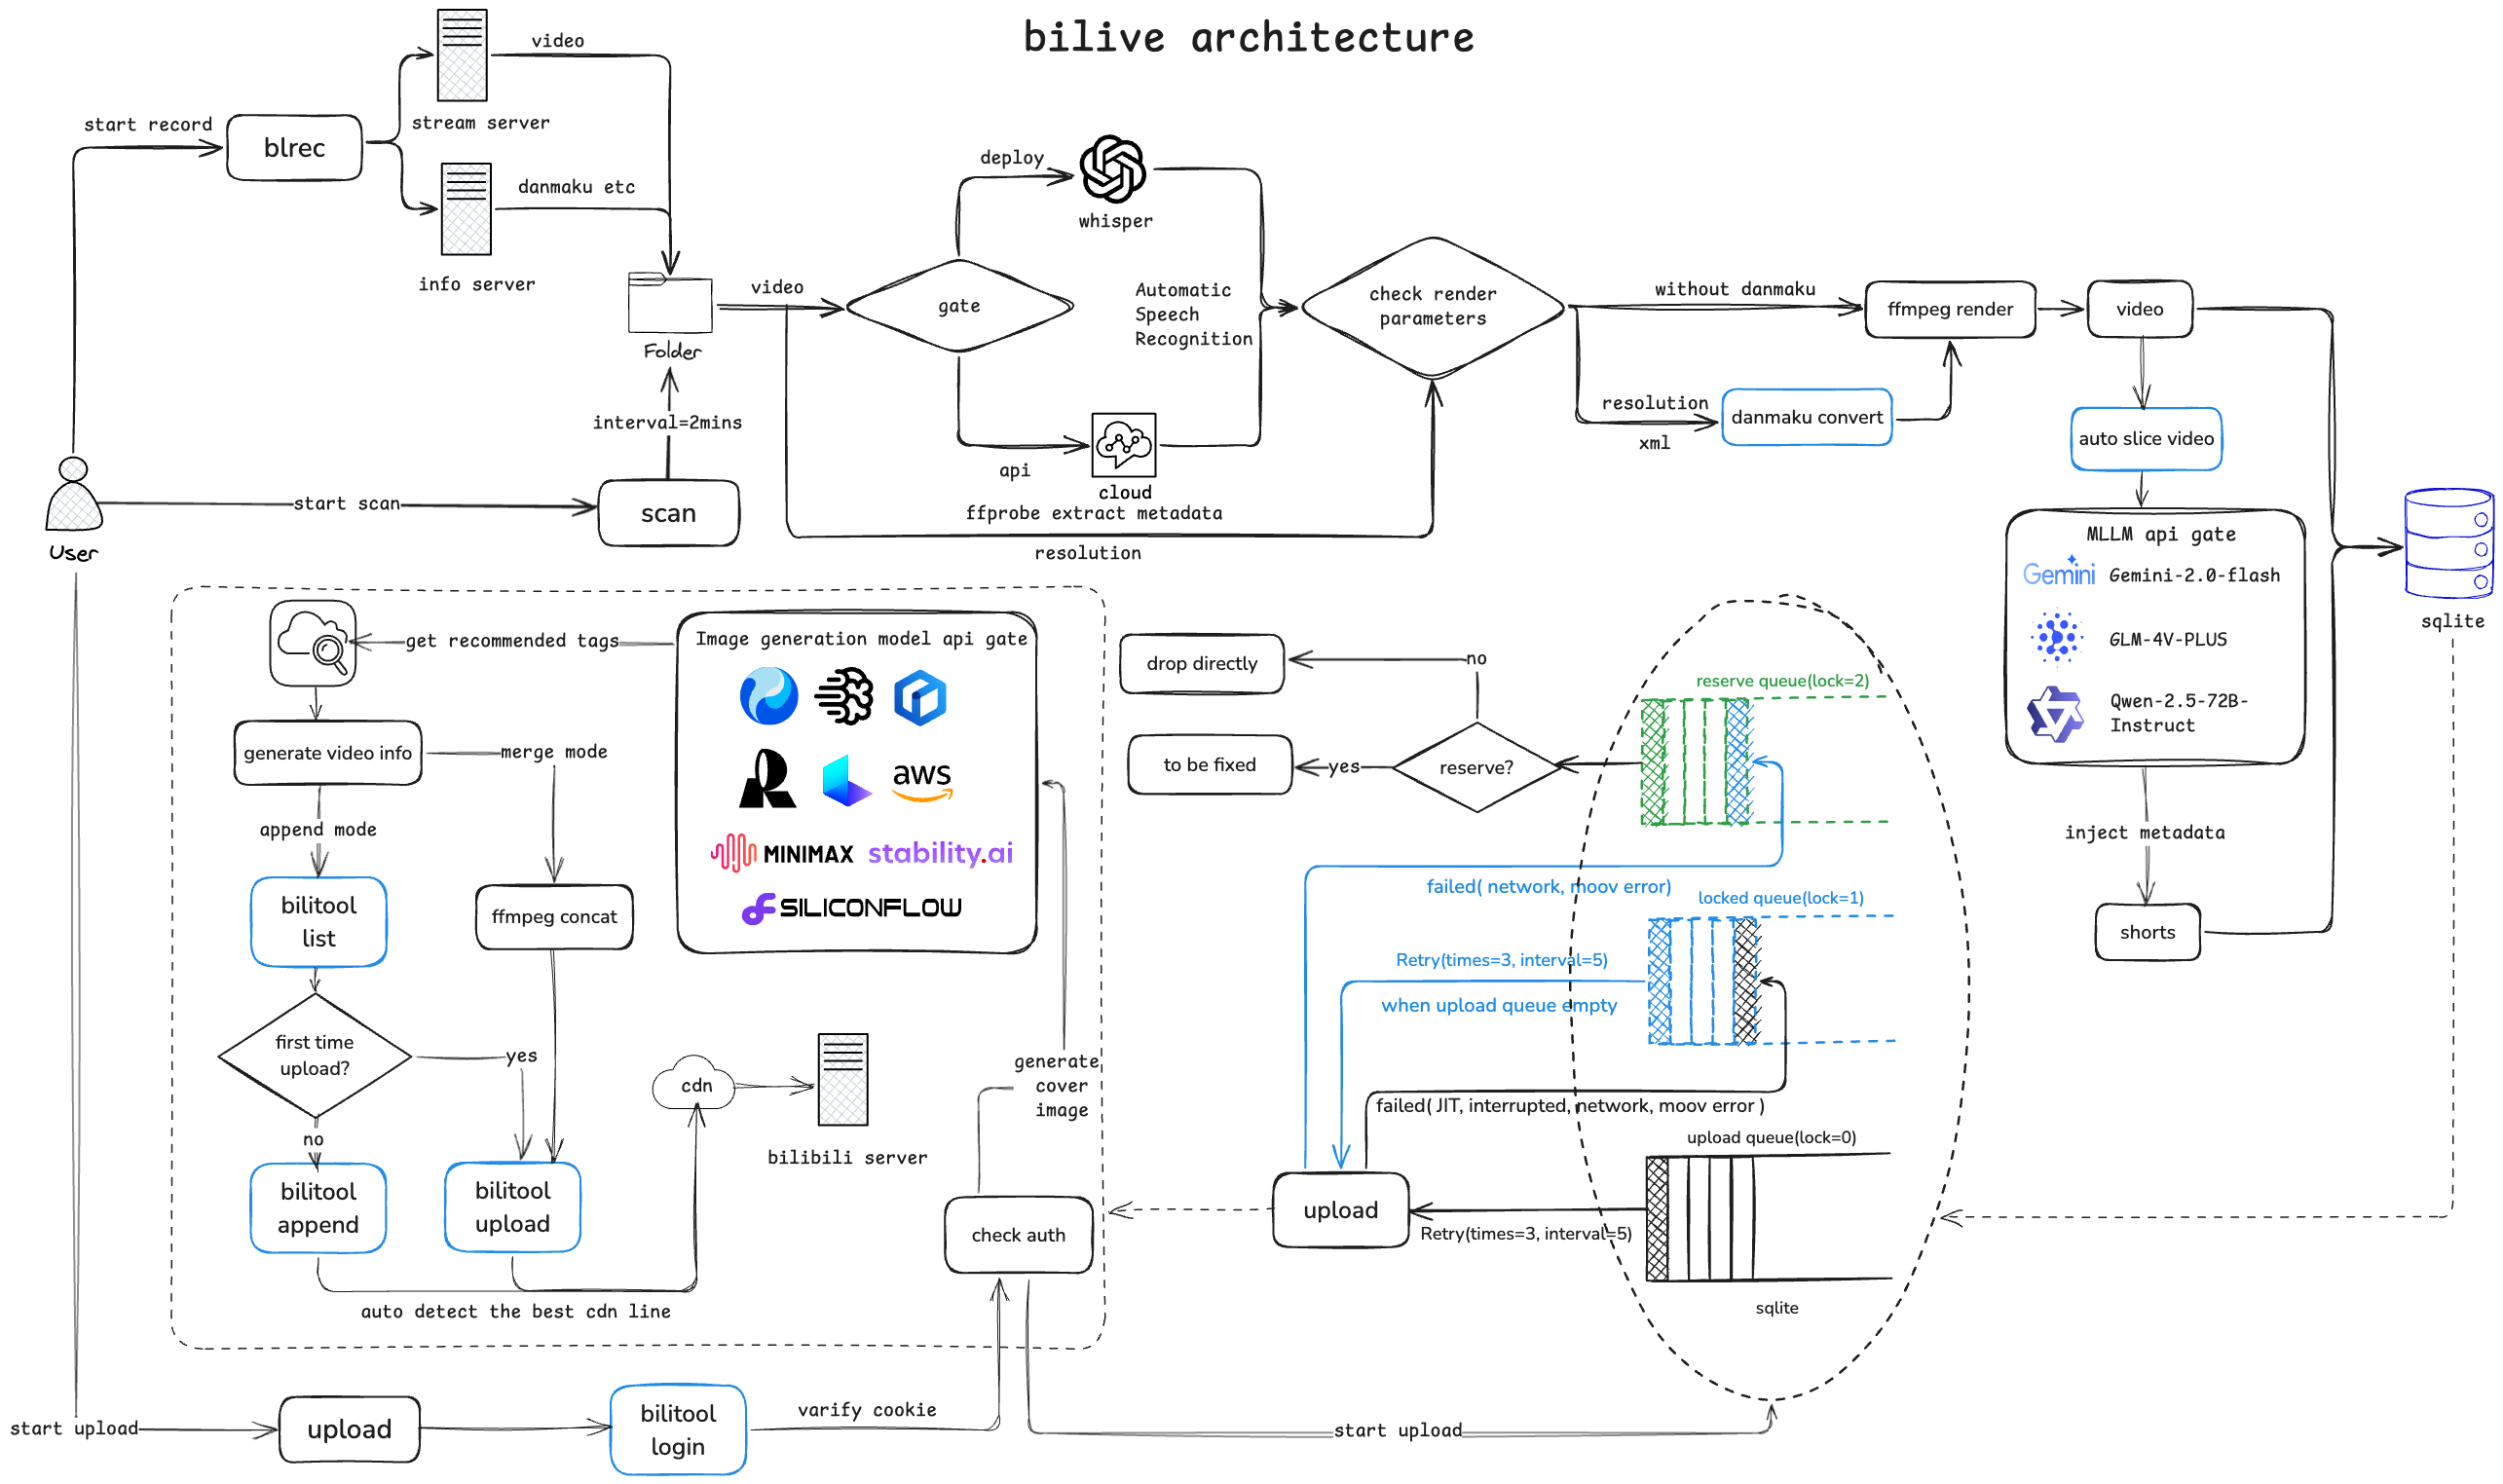 bilive architecture
video
start record
blrec
stream server
danmaku etc
info server
deploy
whisper
video
gate
Automatic
Speech
Recognition
check render
parameters
without danmaku
ffmpeg render
video
Folder
interval=2mins
resolution
xml
danmaku convert
auto slice video
api
cloud
ffprobe extract metadata
resolution
start scan
scan
User
MLLM api gate
Gemini
Gemini-2.0-flash
GLM-4V-PLUS
Qwen-2.5-72B-
Instruct
sqlite
inject metadata
shorts
get recommended tags
Image generation model api gate
aws
MINIMAX
stability.ai
SILICONFLOW
generate video info
merge mode
append mode
bilitool
list
ffmpeg concat
first time
upload?
yes
no
bilitool
append
bilitool
upload
cdn
bilibili server
generate
cover
image
check auth
auto detect the best cdn line
drop directly
no
to be fixed
yes
reserve?
reserve queue(lock=2)
failed( network, moov error)
locked queue(lock=1)
Retry(times=3, interval=5)
when upload queue empty
failed( JIT, interrupted, network, moov error )
upload queue(lock=0)
upload
Retry(times=3, interval=5)
sqlite
start upload
upload
bilitool
login
varify cookie
start upload